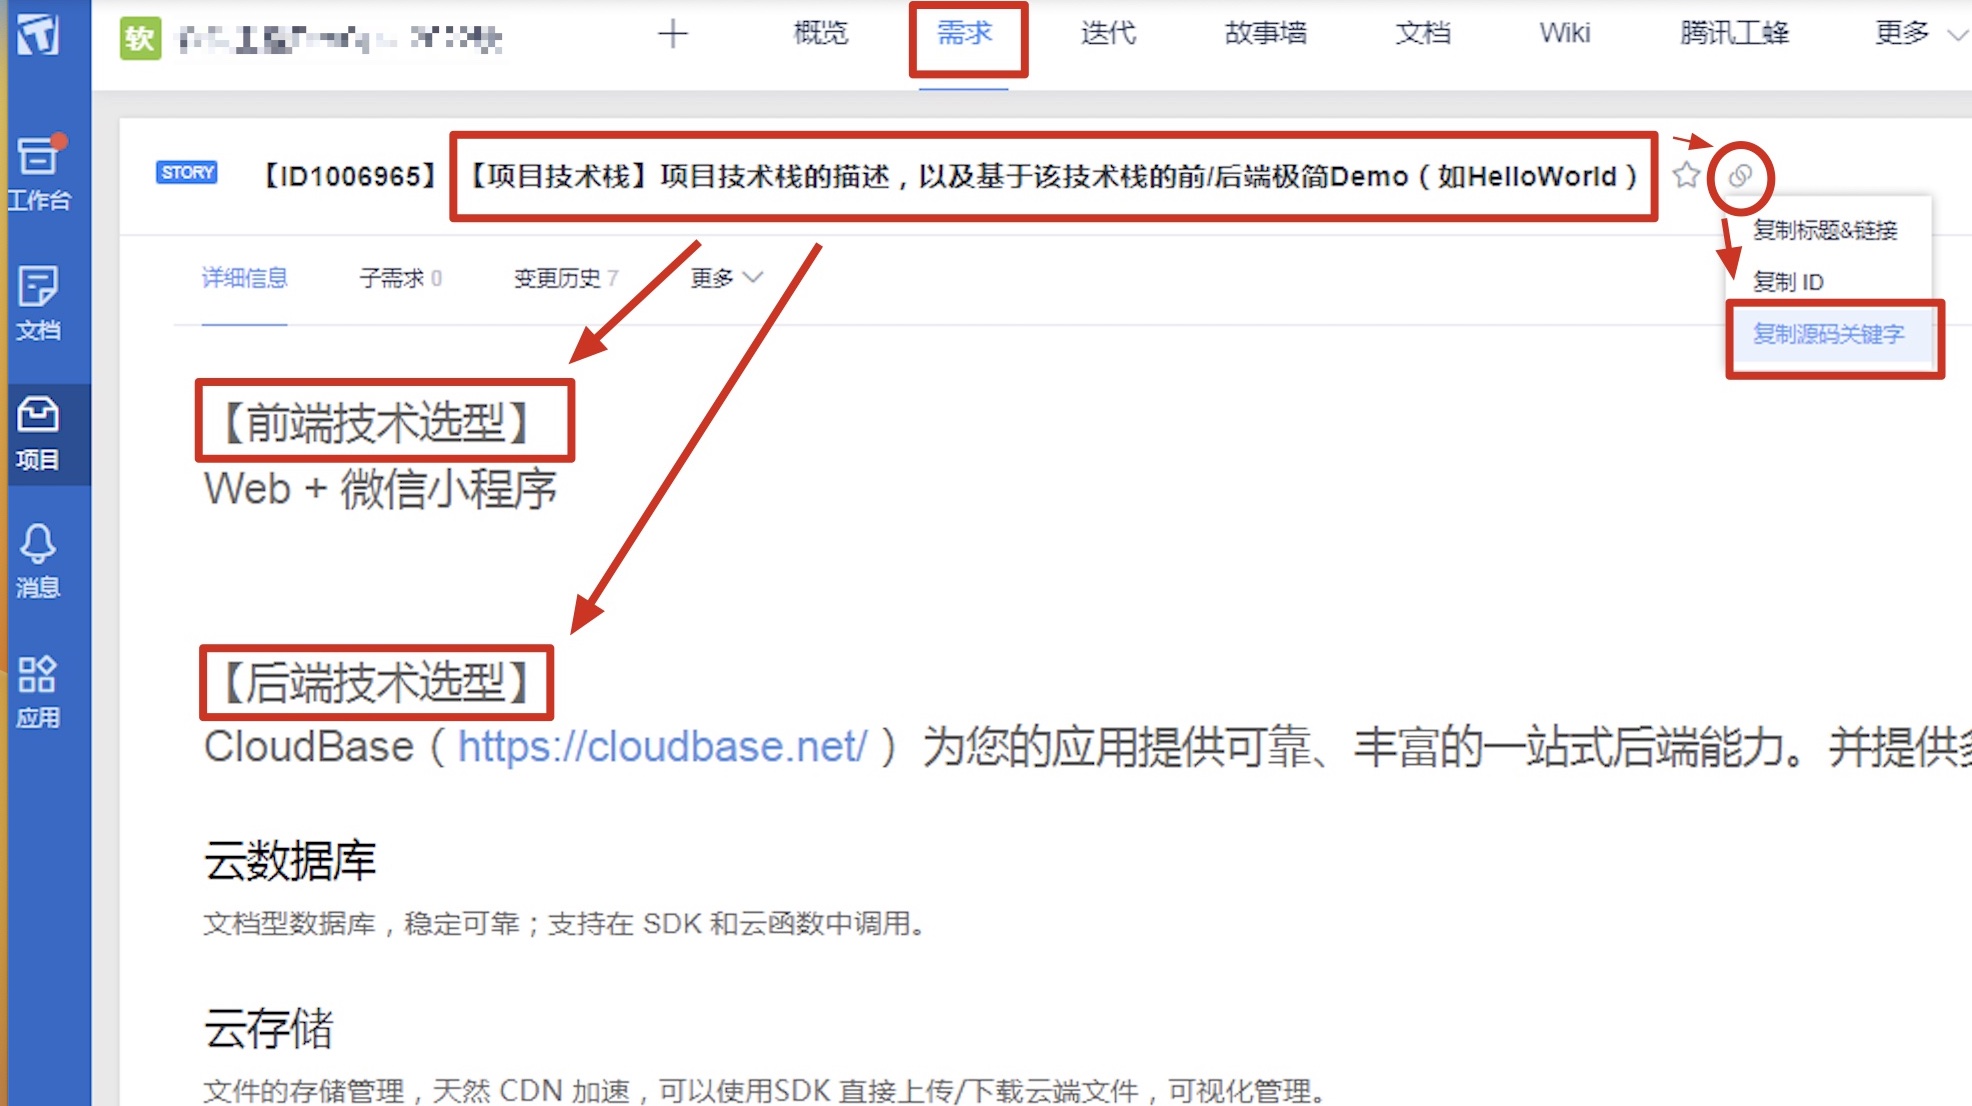 软
概览
需求
迭代
故事墙
文档
Wiki
腾讯工蜂
更多
工作台
文档
项目
消息
应用
STORY
【ID1006965】
【项目技术栈】项目技术栈的描述，以及基于该技术栈的前/后端极简Demo（如HelloWorld）
复制标题&链接
复制 ID
复制源码关键字
详细信息
子需求 0
变更历史 7
更多
【前端技术选型】
Web + 微信小程序
【后端技术选型】
CloudBase（https://cloudbase.net/） 为您的应用提供可靠、丰富的一站式后端能力。并提供
云数据库
文档型数据库，稳定可靠；支持在 SDK 和云函数中调用。
云存储
文件的存储管理，天然 CDN 加速，可以使用SDK 直接上传/下载云端文件，可视化管理。